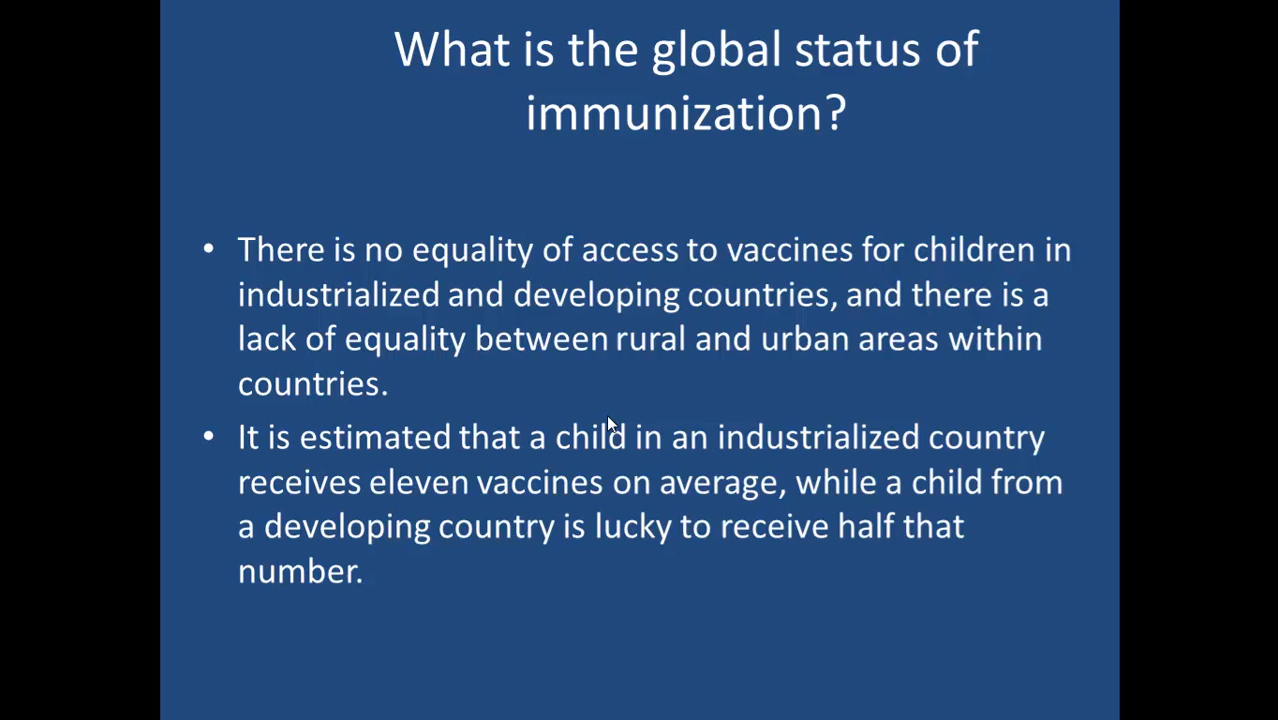 What is the global status of
immunization?
• There is no equality of access to vaccines for children in
industrialized and developing countries, and there is a
lack of equality between rural and urban areas within
countries.
• It is estimated that a child in an industrialized country
receives eleven vaccines on average, while a child from
a developing country is lucky to receive half that
number.